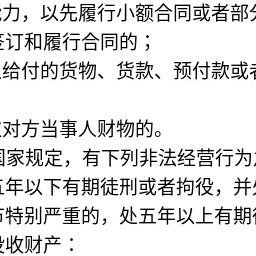 力，以先履行小额合同或者部分
签订和履行合同的；
给付的货物、货款、预付款或者
对方当事人财物的。
国家规定，有下列非法经营行为
五年以下有期徒刑或者拘役，并处
节特别严重的，处五年以上有期徒
没收财产：